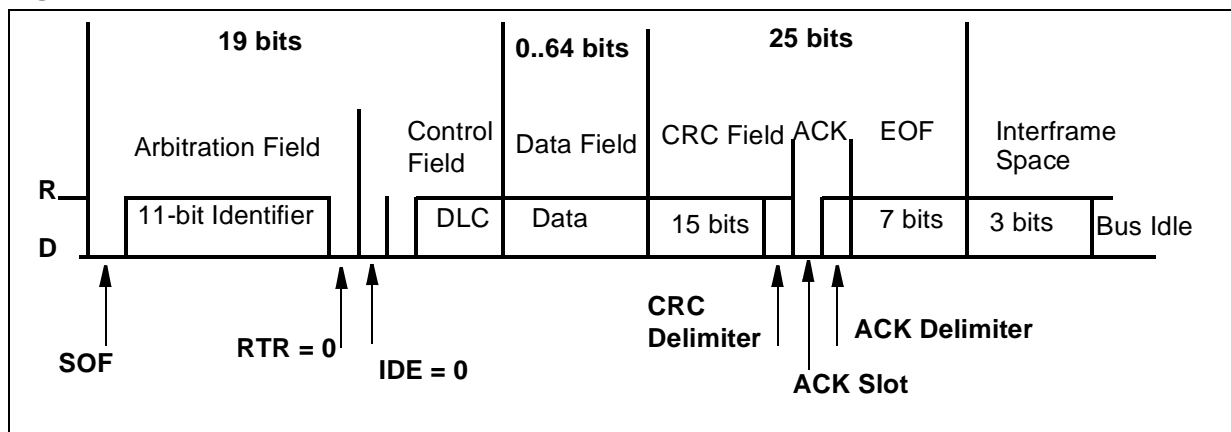 19 bits
0..64 bits
25 bits
Arbitration Field
Control
Field
Data Field
CRC Field
ACK
EOF
Interframe
Space
R
D
11-bit Identifier
DLC
Data
15 bits
7 bits
3 bits
Bus Idle
SOF
RTR = 0
IDE = 0
CRC
Delimiter
ACK Slot
ACK Delimiter